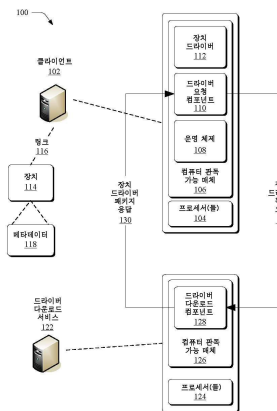 100
클라이언트
102
링크
116
장치
114
메타데이터
118
장치
드라이버
112
드라이버
요청
컴포넌트
110
운영 체제
108
컴퓨터 판독
가능 매체
106
프로세서(들)
104
장치
드라이버
패키지
응답
130
드라이버
다운로드
서비스
122
드라이버
다운로드
컴포넌트
128
컴퓨터 판독
가능 매체
126
프로세서(들)
124